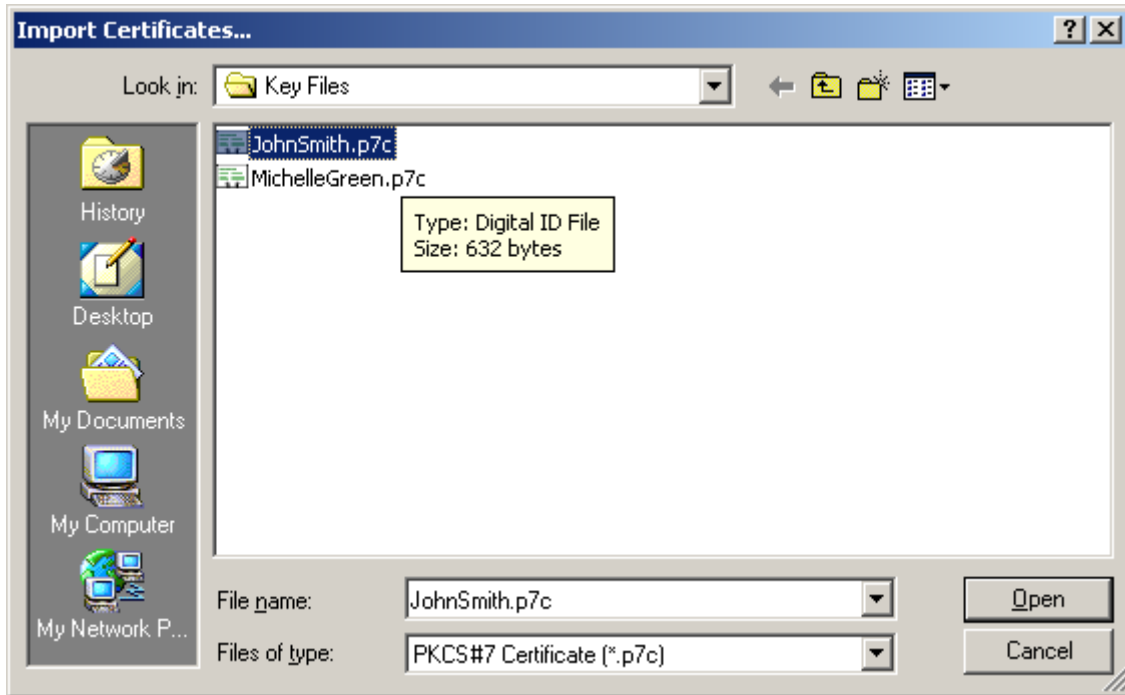 Import Certificates...
Look in:
Key Files
History
Desktop
My Documents
My Computer
My Network P...
JohnSmith.p7c
MichelleGreen.p7c
Type: Digital ID File
Size: 632 bytes
File name:
JohnSmith.p7c
Open
Files of type:
PKCS#7 Certificate (*.p7c)
Cancel